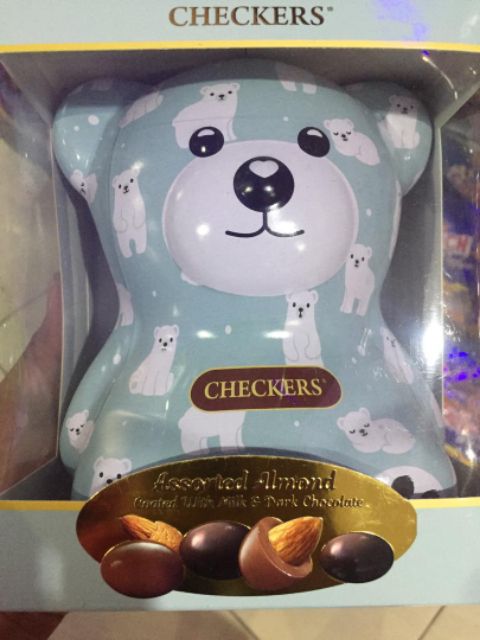 CHECKERS®
CHECKERS®
Assorted Almond
Coated With Milk & Dark Chocolate